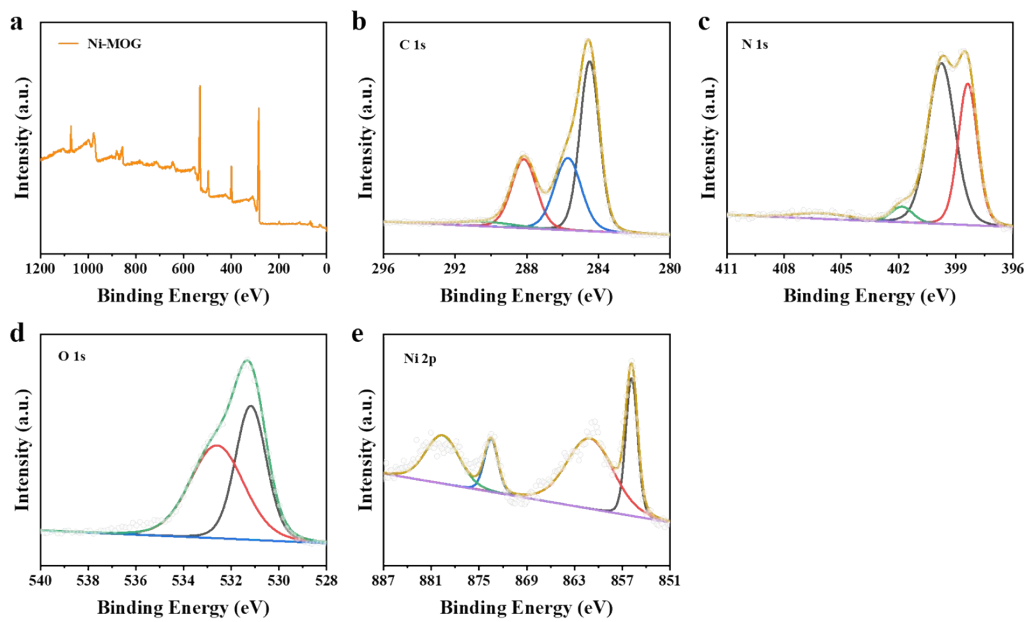 a
Ni-MOG
Intensity (a.u.)
1200 1000 800 600 400 200 0
Binding Energy (eV)
b
C 1s
Intensity (a.u.)
296 292 288 284 280
Binding Energy (eV)
c
N 1s
Intensity (a.u.)
411 408 405 402 399 396
Binding Energy (eV)
d
O 1s
Intensity (a.u.)
540 538 536 534 532 530 528
Binding Energy (eV)
e
Ni 2p
Intensity (a.u.)
887 881 875 869 863 857 851
Binding Energy (eV)